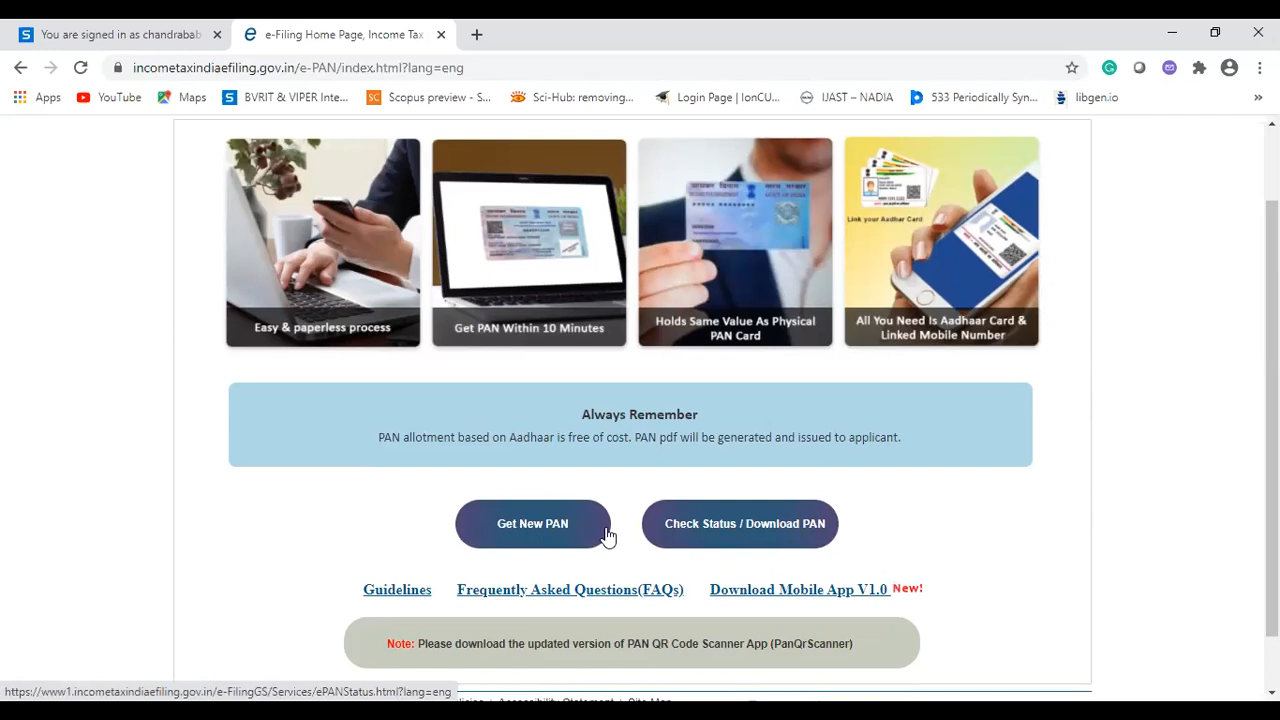 You are signed in as chandrabab
e-Filing Home Page, Income Tax
incometaxindiaefiling.gov.in/e-PAN/index.html?lang=eng
Apps
YouTube
Maps
BVRIT & VIPER Inte...
Scopus preview - S...
Sci-Hub: removing...
Login Page | IonCU...
IJAST – NADIA
533 Periodically Syn...
libgen.io
Link your Aadhar Card
Easy & paperless process
Get PAN Within 10 Minutes
Holds Same Value As Physical
PAN Card
All You Need Is Aadhaar Card &
Linked Mobile Number
Always Remember
PAN allotment based on Aadhaar is free of cost. PAN pdf will be generated and issued to applicant.
Get New PAN
Check Status / Download PAN
Guidelines
Frequently Asked Questions(FAQs)
Download Mobile App V1.0 New!
Note: Please download the updated version of PAN QR Code Scanner App (PanQrScanner)
https://www1.incometaxindiaefiling.gov.in/e-FilingGS/Services/ePANStatus.html?lang=eng